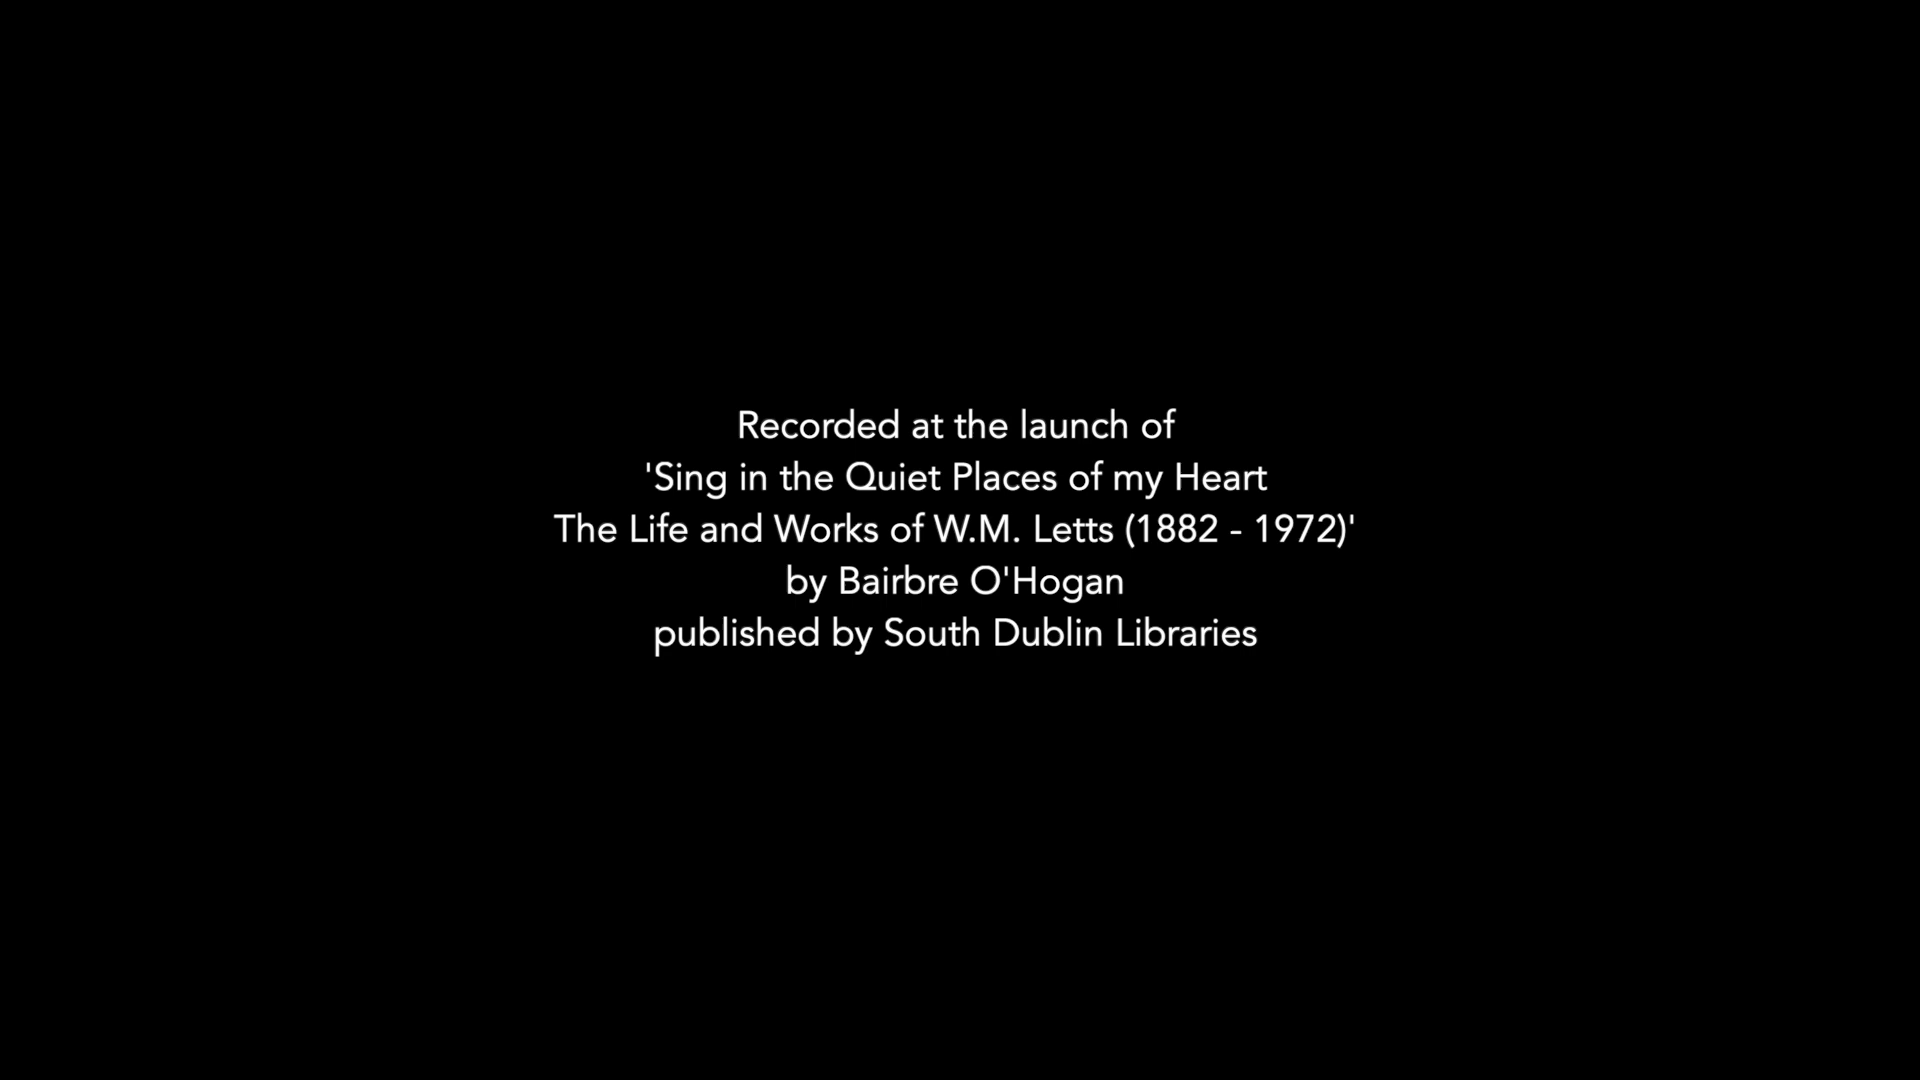 Recorded at the launch of
'Sing in the Quiet Places of my Heart
The Life and Works of W.M. Letts (1882 - 1972)'
by Bairbre O'Hogan
published by South Dublin Libraries